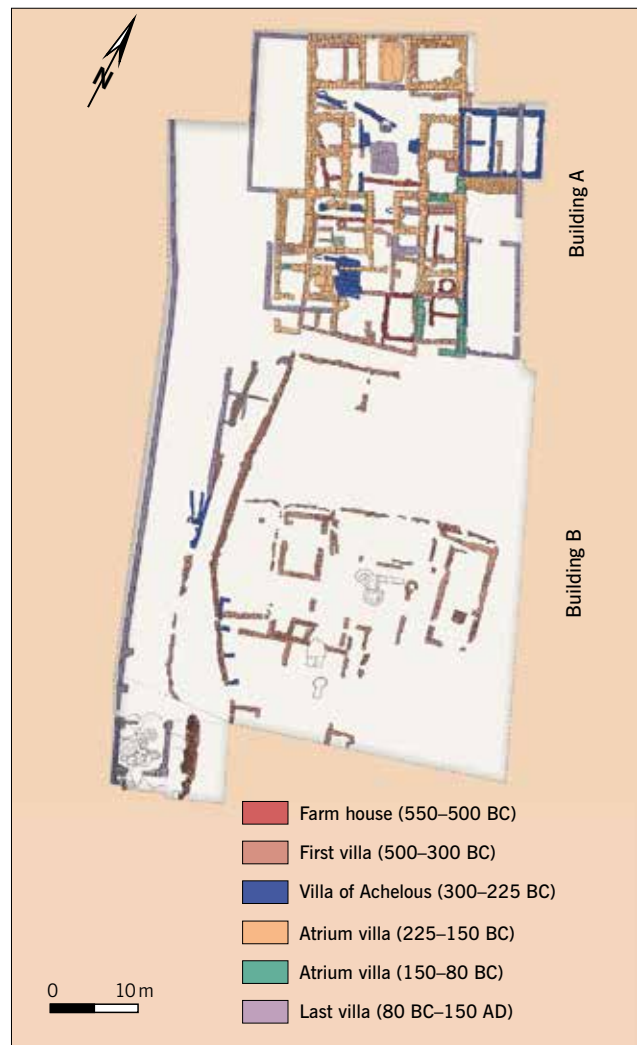 N
Building A
Building B
Farm house (550–500 BC)
First villa (500–300 BC)
Villa of Achelous (300–225 BC)
Atrium villa (225–150 BC)
Atrium villa (150–80 BC)
Last villa (80 BC–150 AD)
0 10 m